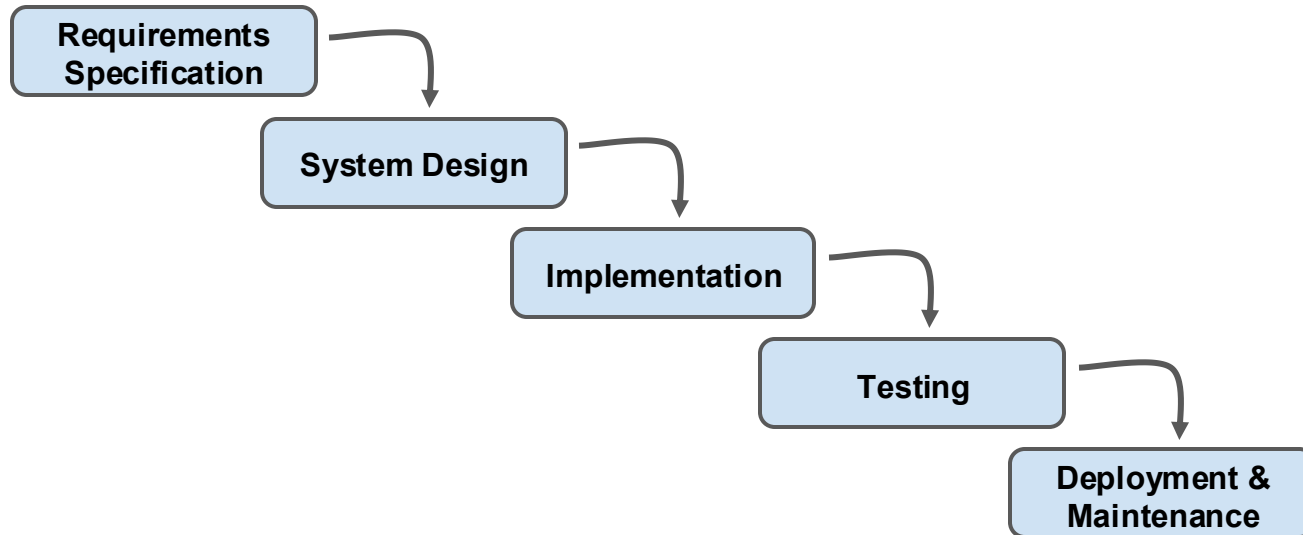 Requirements
Specification
System Design
Implementation
Testing
Deployment &
Maintenance